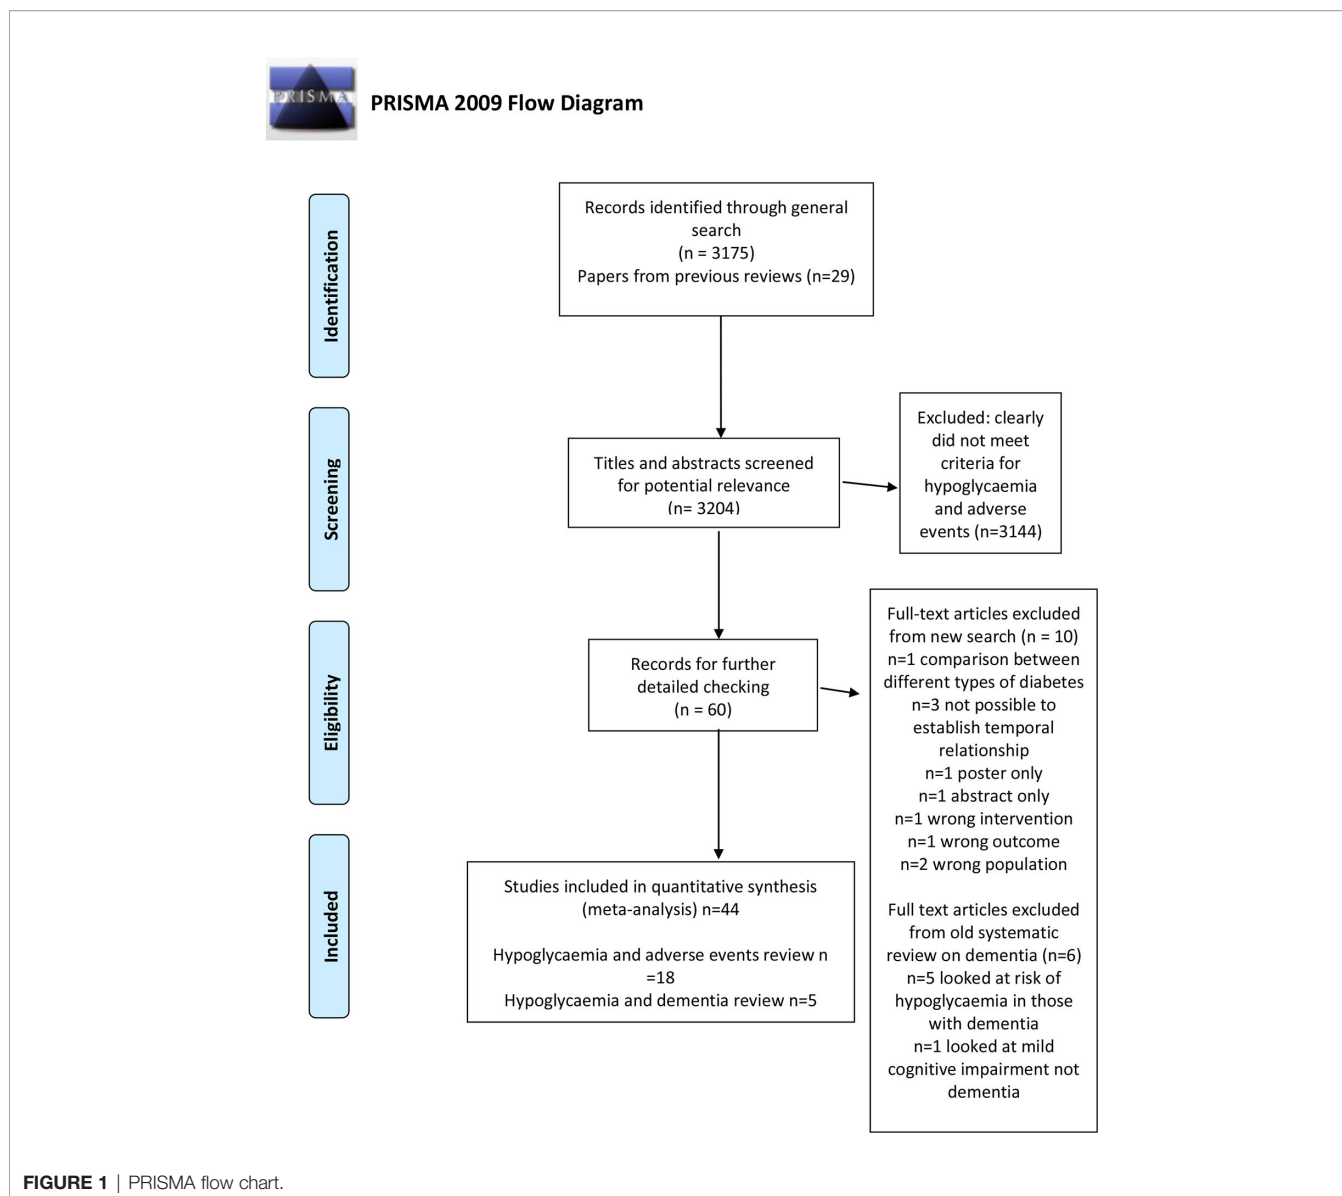 PRISMA
PRISMA 2009 Flow Diagram
Identification
Records identified through general
search
(n = 3175)
Papers from previous reviews (n=29)
Screening
Titles and abstracts screened
for potential relevance
(n= 3204)
Excluded: clearly
did not meet
criteria for
hypoglycaemia
and adverse
events (n=3144)
Eligibility
Records for further
detailed checking
(n = 60)
Full-text articles excluded
from new search (n = 10)
n=1 comparison between
different types of diabetes
n=3 not possible to
establish temporal
relationship
n=1 poster only
n=1 abstract only
n=1 wrong intervention
n=1 wrong outcome
n=2 wrong population
Full text articles excluded
from old systematic
review on dementia (n=6)
n=5 looked at risk of
hypoglycaemia in those
with dementia
n=1 looked at mild
cognitive impairment not
dementia
Included
Studies included in quantitative synthesis
(meta-analysis) n=44
Hypoglycaemia and adverse events review n
=18
Hypoglycaemia and dementia review n=5
FIGURE 1 | PRISMA flow chart.